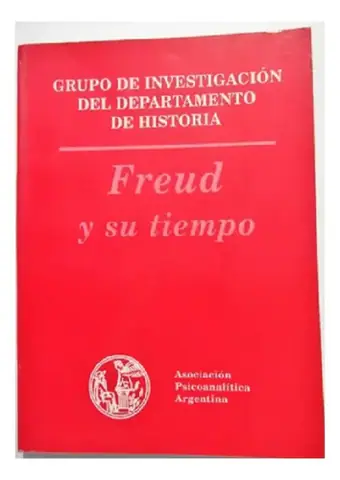 GRUPO DE INVESTIGACIÓN
DEL DEPARTAMENTO
DE HISTORIA
Freud
y su tiempo
Asociación
Psicoanalítica
Argentina